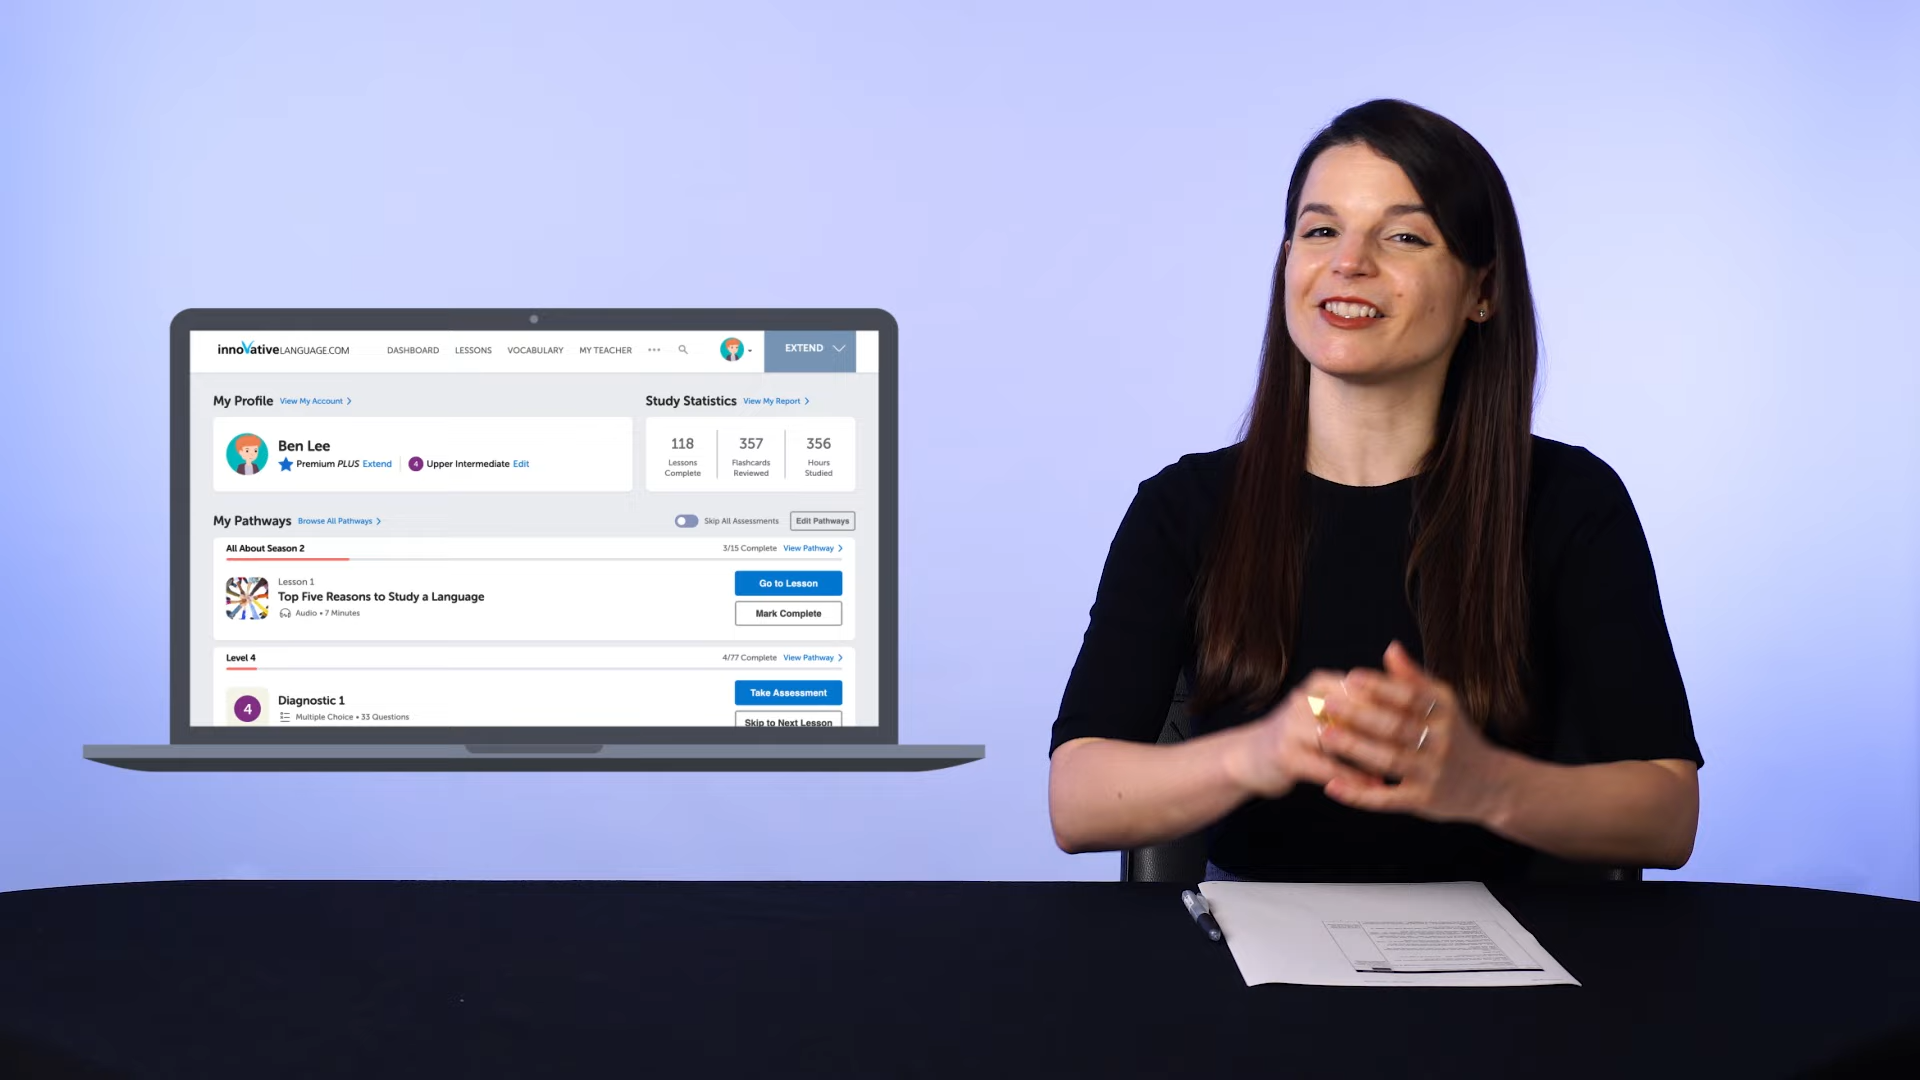 innoVative LANGUAGE.COM DASHBOARD LESSONS VOCABULARY MY TEACHER EXTEND
My Profile View My Account
Ben Lee
Premium PLUS Extend 4 Upper Intermediate Edit
Study Statistics View My Report
118 357 356
Lessons Complete Flashcards Reviewed Hours Studied
My Pathways Browse All Pathways Skip All Assessments Edit Pathways
All About Season 2 3/15 Complete View Pathway
Lesson 1
Top Five Reasons to Study a Language
Audio • 7 Minutes
Go to Lesson
Mark Complete
Level 4 4/77 Complete View Pathway
4
Diagnostic 1
Multiple Choice • 33 Questions
Take Assessment
Skip to Next Lesson